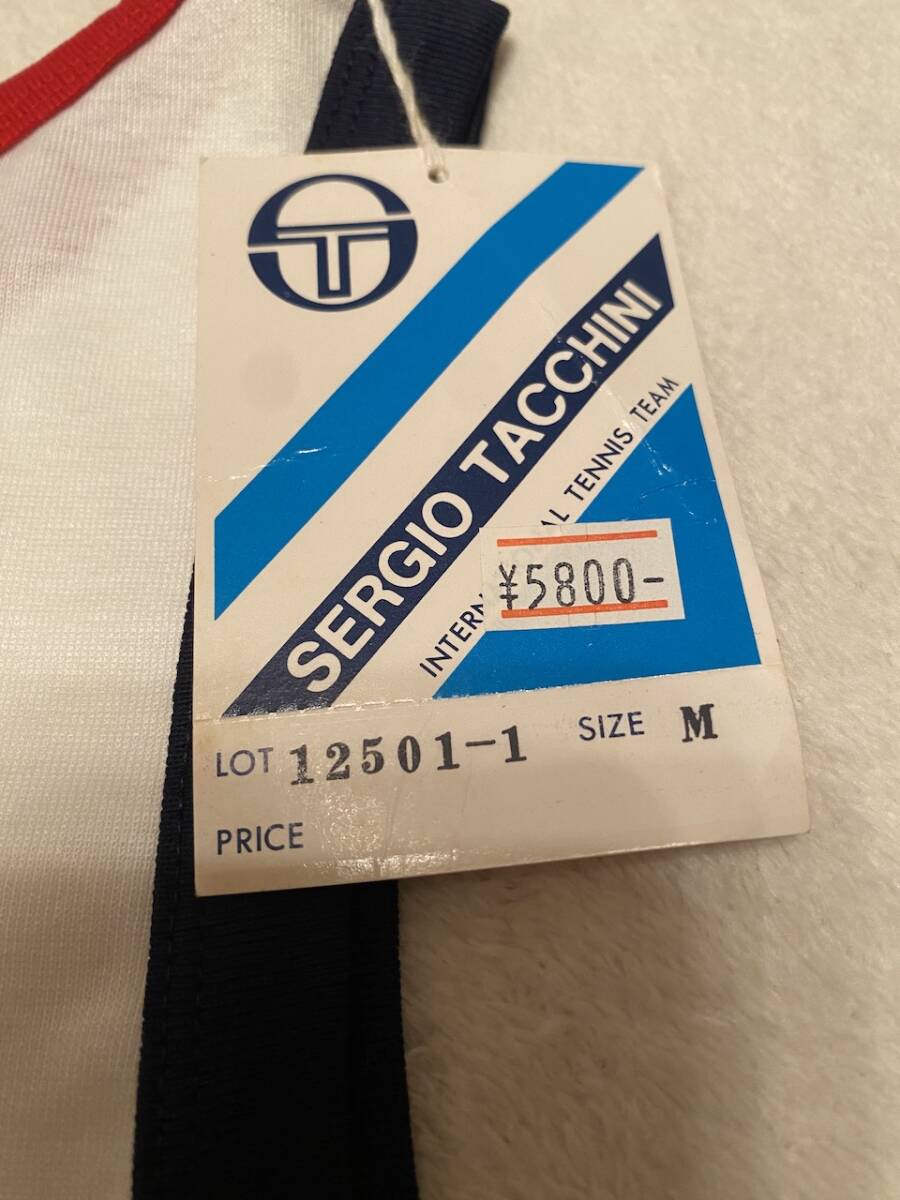 SERGIO TACCHINI
INTERN AL TENNIS TEAM
¥5800-
LOT 12501-1 SIZE M
PRICE